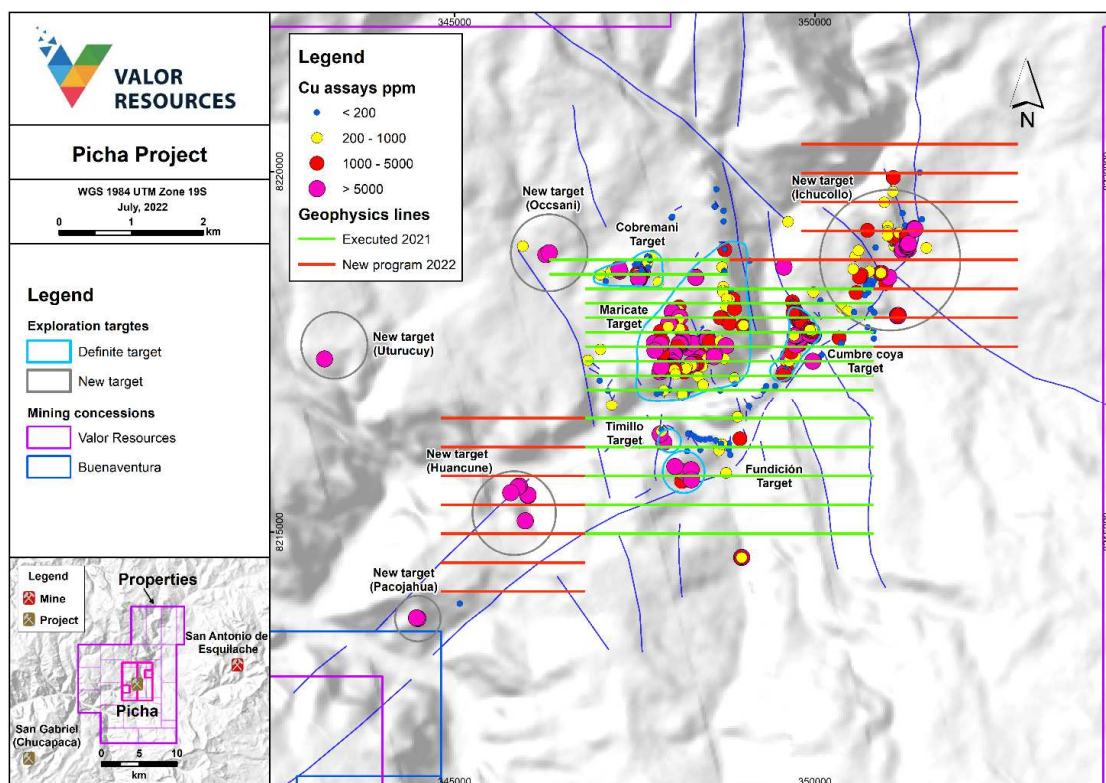 VALOR
RESOURCES
Picha Project
WGS 1984 UTM Zone 19S
July, 2022
0 1 2
km
Legend
Exploration targtes
Definite target
New target
Mining concessions
Valor Resources
Buenaventura
Legend
Mine
Project
Properties
San Antonio de
Esquilache
Picha
San Gabriel
(Chucapaca)
0 5 10
km
345000
350000
Legend
Cu assays ppm
< 200
200 - 1000
1000 - 5000
> 5000
Geophysics lines
Executed 2021
New program 2022
N
8220000
8215000
New target
(Occsani)
Cobremani
Target
New target
(Ichucollo)
Maricate
Target
New target
(Uturucuy)
Cumbre coya
Target
Timillo
Target
New target
(Huancune)
Fundición
Target
New target
(Pacojahua)
345000
350000